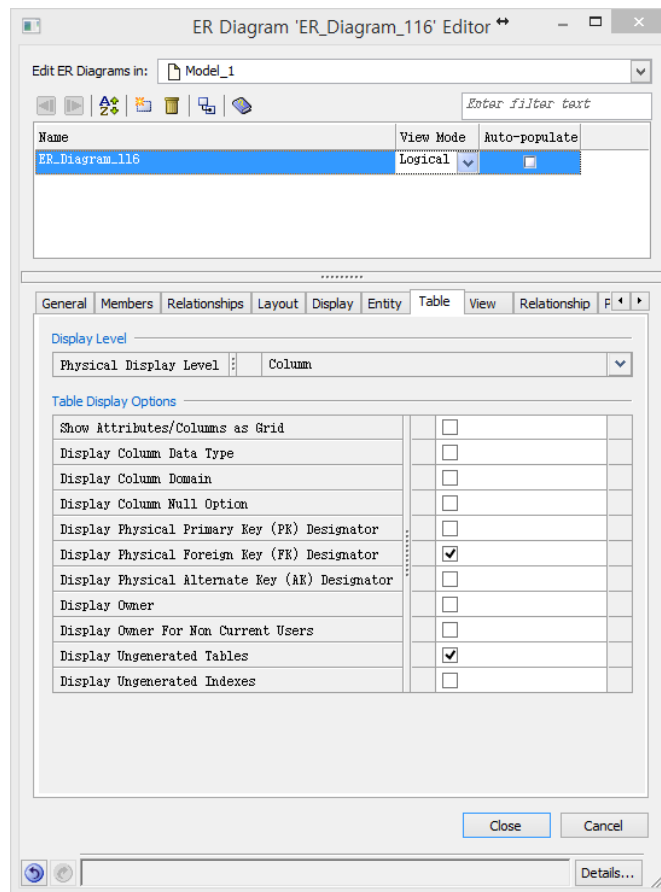 ER Diagram 'ER_Diagram_116' Editor
Edit ER Diagrams in: Model_1
Enter filter text
Name View Mode Auto-populate
ER_Diagram_116 Logical
General Members Relationships Layout Display Entity Table View Relationship
Display Level
Physical Display Level Column
Table Display Options
Show Attributes/Columns as Grid
Display Column Data Type
Display Column Domain
Display Column Null Option
Display Physical Primary Key (PK) Designator
Display Physical Foreign Key (FK) Designator
Display Physical Alternate Key (AK) Designator
Display Owner
Display Owner For Non Current Users
Display Ungenerated Tables
Display Ungenerated Indexes
Close Cancel
Details...